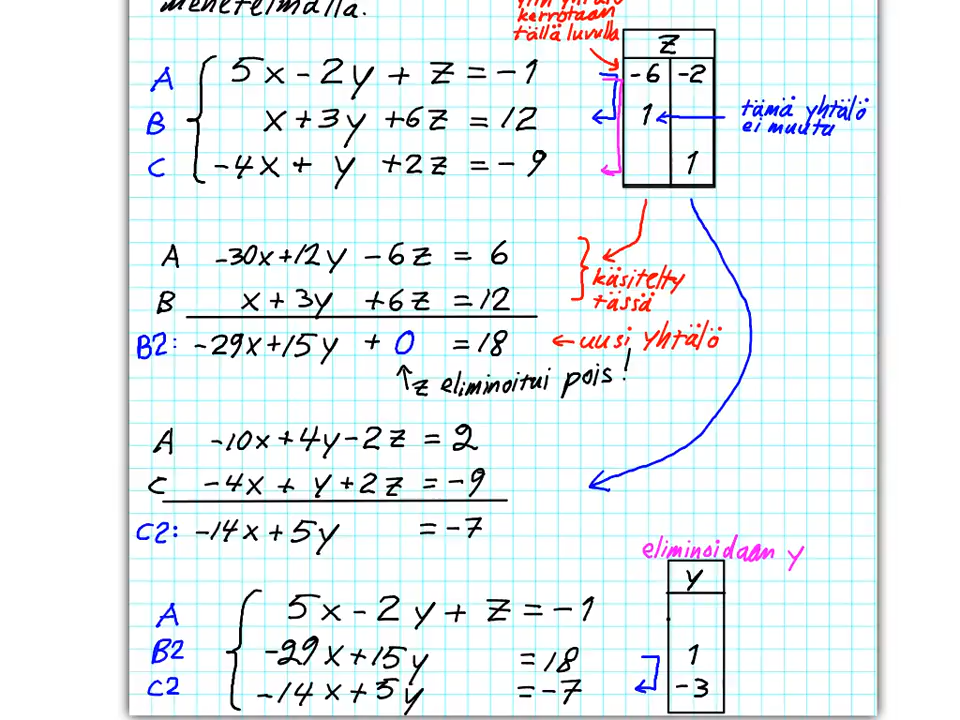 menetelmällä.
kerrotaan
tällä luvulla
z
A 5x - 2y + z = -1 -6 -2
B x + 3y + 6z = 12 1 tämä yhtälö
ei muutu
C -4x + y + 2z = -9 1
A -30x + 12y - 6z = 6
B x + 3y + 6z = 12 käsitelty
tässä
B2: -29x + 15y + 0 = 18 ← uusi yhtälö
↑ z eliminoitui pois!
A -10x + 4y - 2z = 2
C -4x + y + 2z = -9
C2: -14x + 5y = -7
eliminoidaan y
y
A 5x - 2y + z = -1
B2 -29x + 15y = 18 1
C2 -14x + 5y = -7 -3